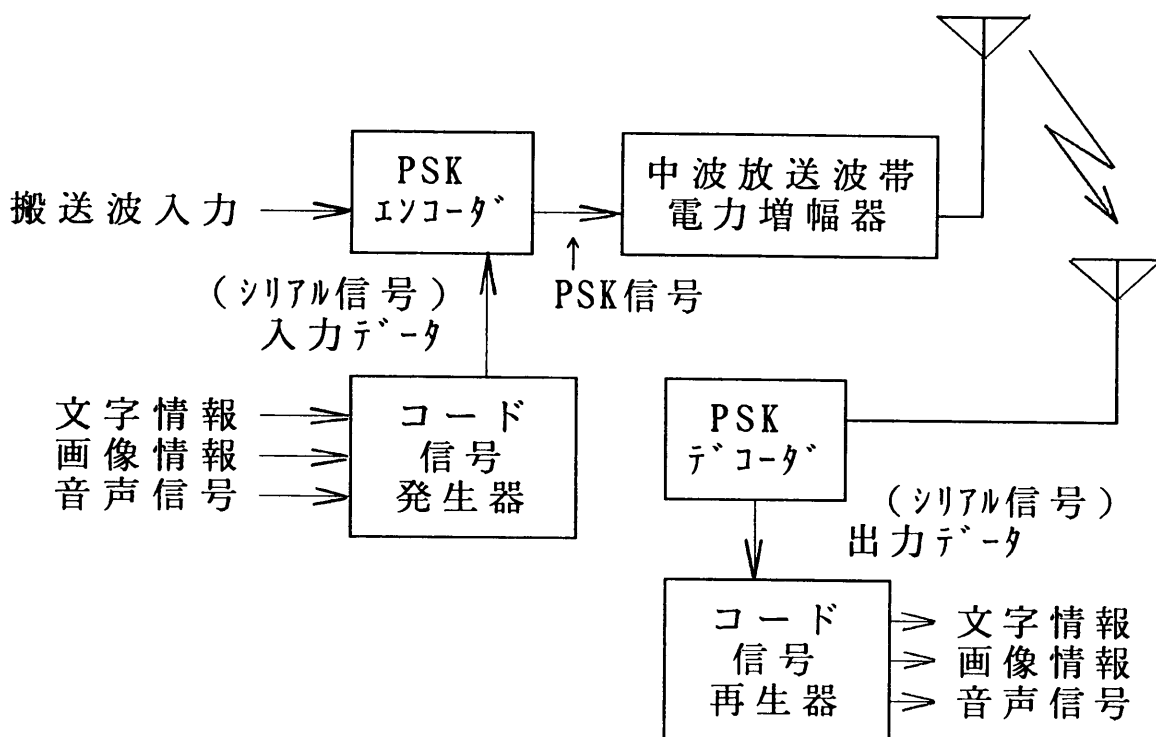 搬送波入力
PSK
エンコーダ
中波放送波帯
電力増幅器
PSK信号
(シリアル信号)
入力データ
文字情報
画像情報
音声信号
コード
信号
発生器
PSK
デコーダ
(シリアル信号)
出力データ
コード
信号
再生器
文字情報
画像情報
音声信号